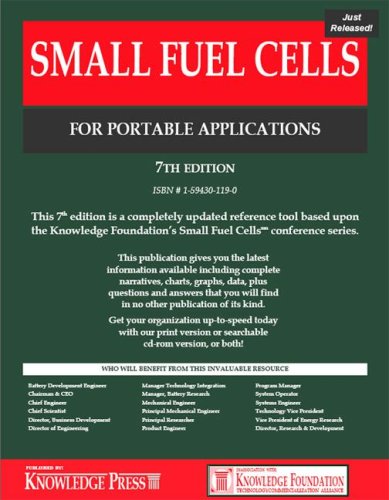 Just
Released!
SMALL FUEL CELLS
FOR PORTABLE APPLICATIONS
7TH EDITION
ISBN # 1-59430-119-0
This 7th edition is a completely updated reference tool based upon
the Knowledge Foundation's Small Fuel Cells℠ conference series.
This publication gives you the latest
information available including complete
narratives, charts, graphs, data, plus
questions and answers that you will find
in no other publication of its kind.
Get your organization up-to-speed today
with our print version or searchable
cd-rom version, or both!
WHO WILL BENEFIT FROM THIS INVALUABLE RESOURCE
Battery Development Engineer Manager Technology Integration Program Manager
Chairman & CEO Manager, Battery Research System Operator
Chief Engineer Mechanical Engineer Systems Engineer
Chief Scientist Principal Mechanical Engineer Technology Vice President
Director, Business Development Principal Researcher Vice President of Energy Research
Director of Engineering Product Engineer Director, Research & Development
PUBLISHED BY:
KNOWLEDGE PRESS
IN ASSOCIATION WITH:
KNOWLEDGE FOUNDATION
TECHNOLOGY COMMERCIALIZATION ALLIANCE